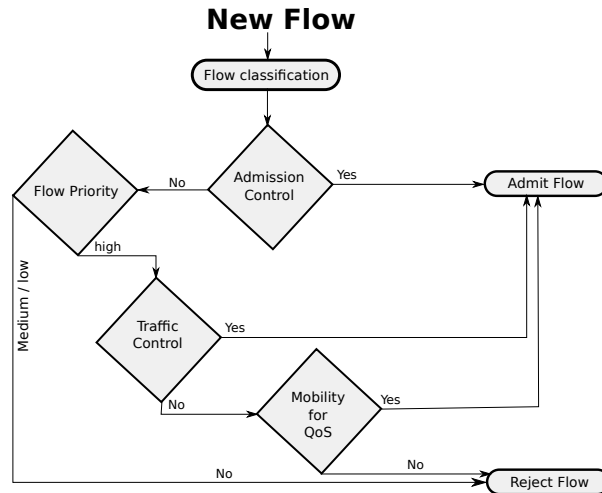 New Flow
Flow classification
Admission
Control
Yes
Admit Flow
No
Flow Priority
high
Medium / low
Traffic
Control
Yes
No
Mobility
for
QoS
Yes
No
No
Reject Flow